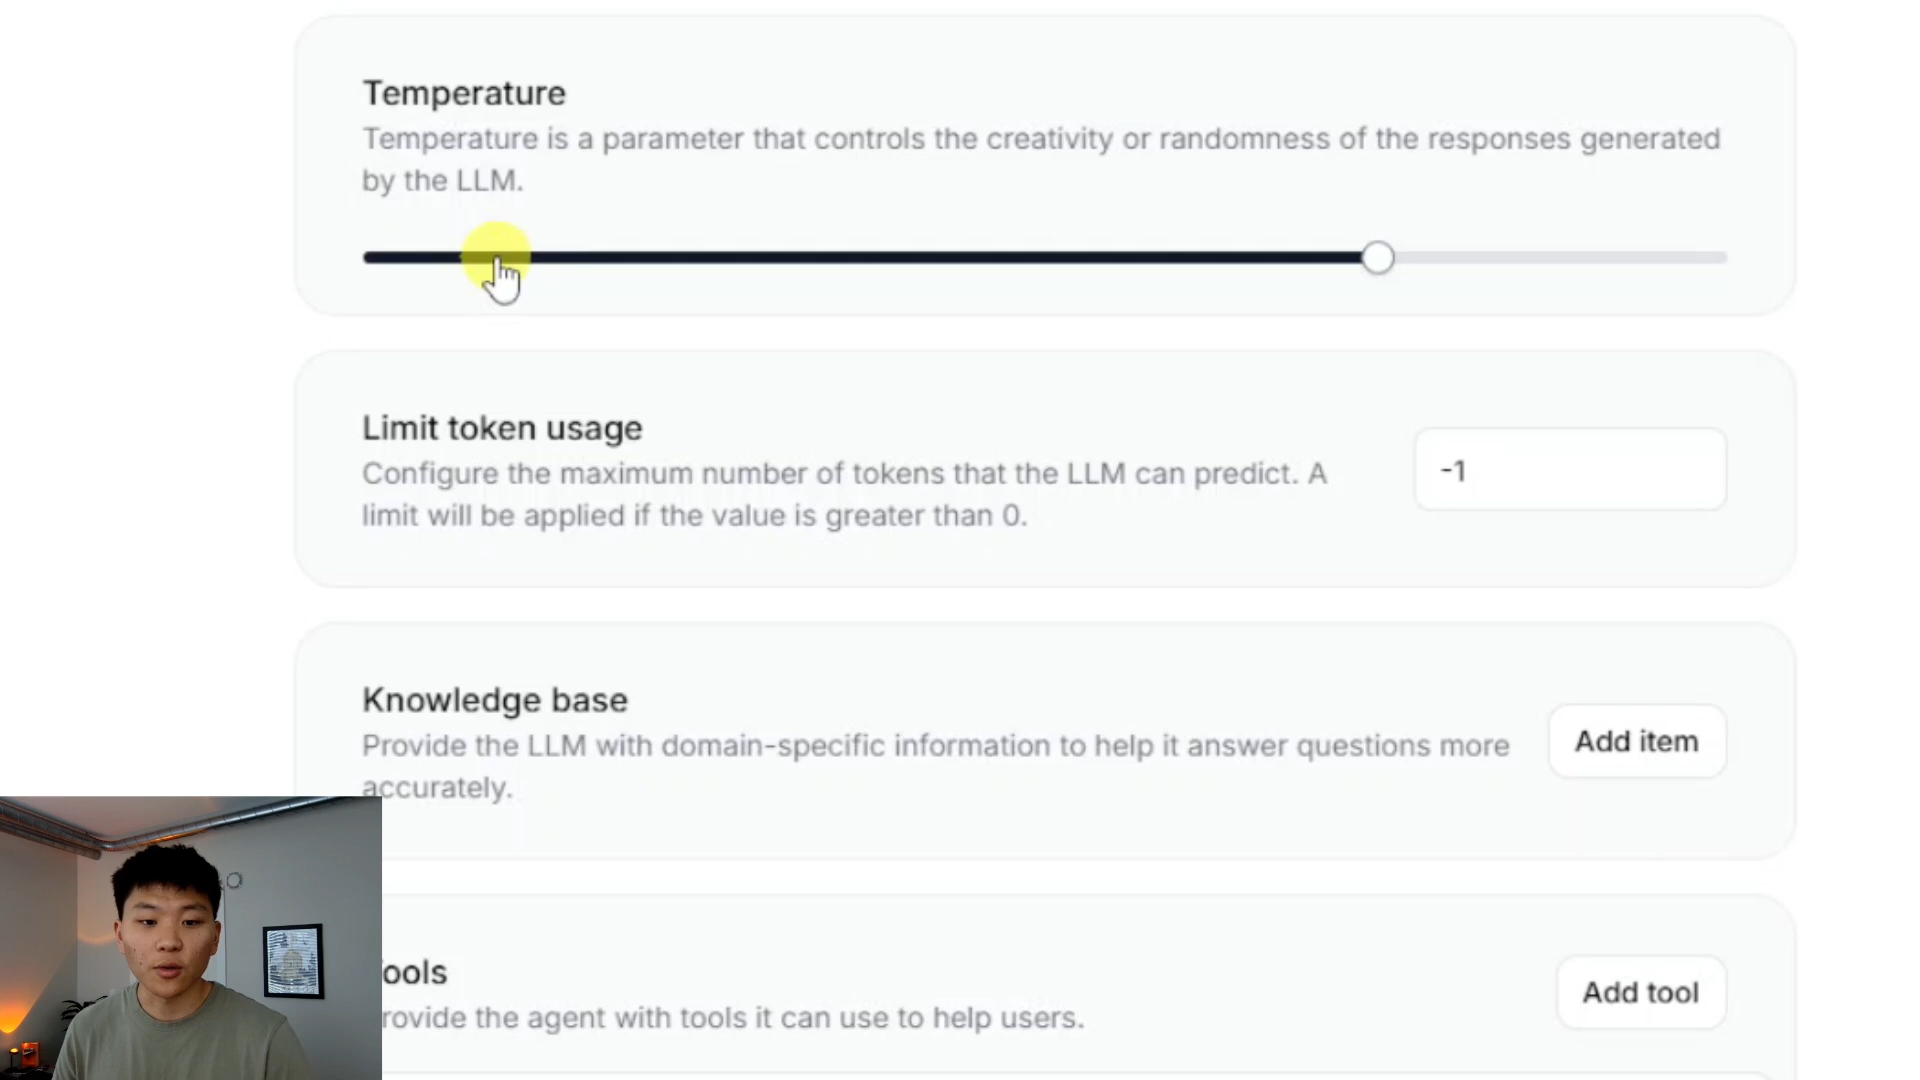 Temperature
Temperature is a parameter that controls the creativity or randomness of the responses generated
by the LLM.
Limit token usage
Configure the maximum number of tokens that the LLM can predict. A
limit will be applied if the value is greater than 0.
-1
Knowledge base
Provide the LLM with domain-specific information to help it answer questions more
accurately.
Add item
ools
rovide the agent with tools it can use to help users.
Add tool